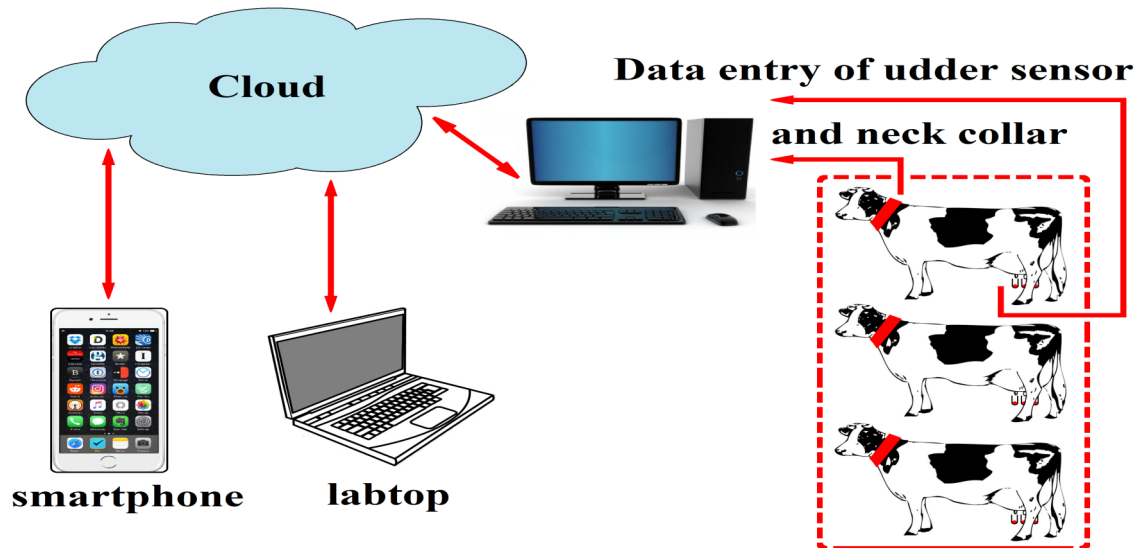 Cloud
Data entry of udder sensor
and neck collar
smartphone
labtop